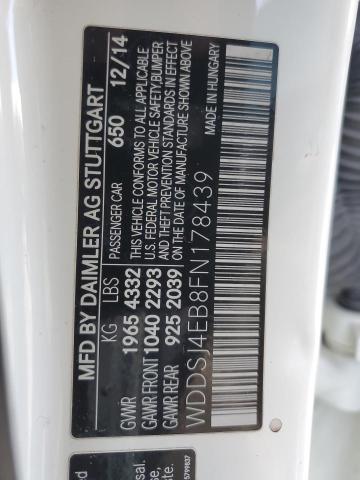 MFD BY DAIMLER AG STUTTGART
PASSENGER CAR 650 12/14
KG LBS
GVWR 1965 4332
GAWR FRONT 1040 2293
GAWR REAR 925 2039
THIS VEHICLE CONFORMS TO ALL APPLICABLE
U.S. FEDERAL MOTOR VEHICLE SAFETY,BUMPER
AND THEFT PREVENTION STANDARDS IN EFFECT
ON DATE OF MANUFACTURE SHOWN ABOVE
MADE IN HUNGARY
WDDSJ4EB8FN178439